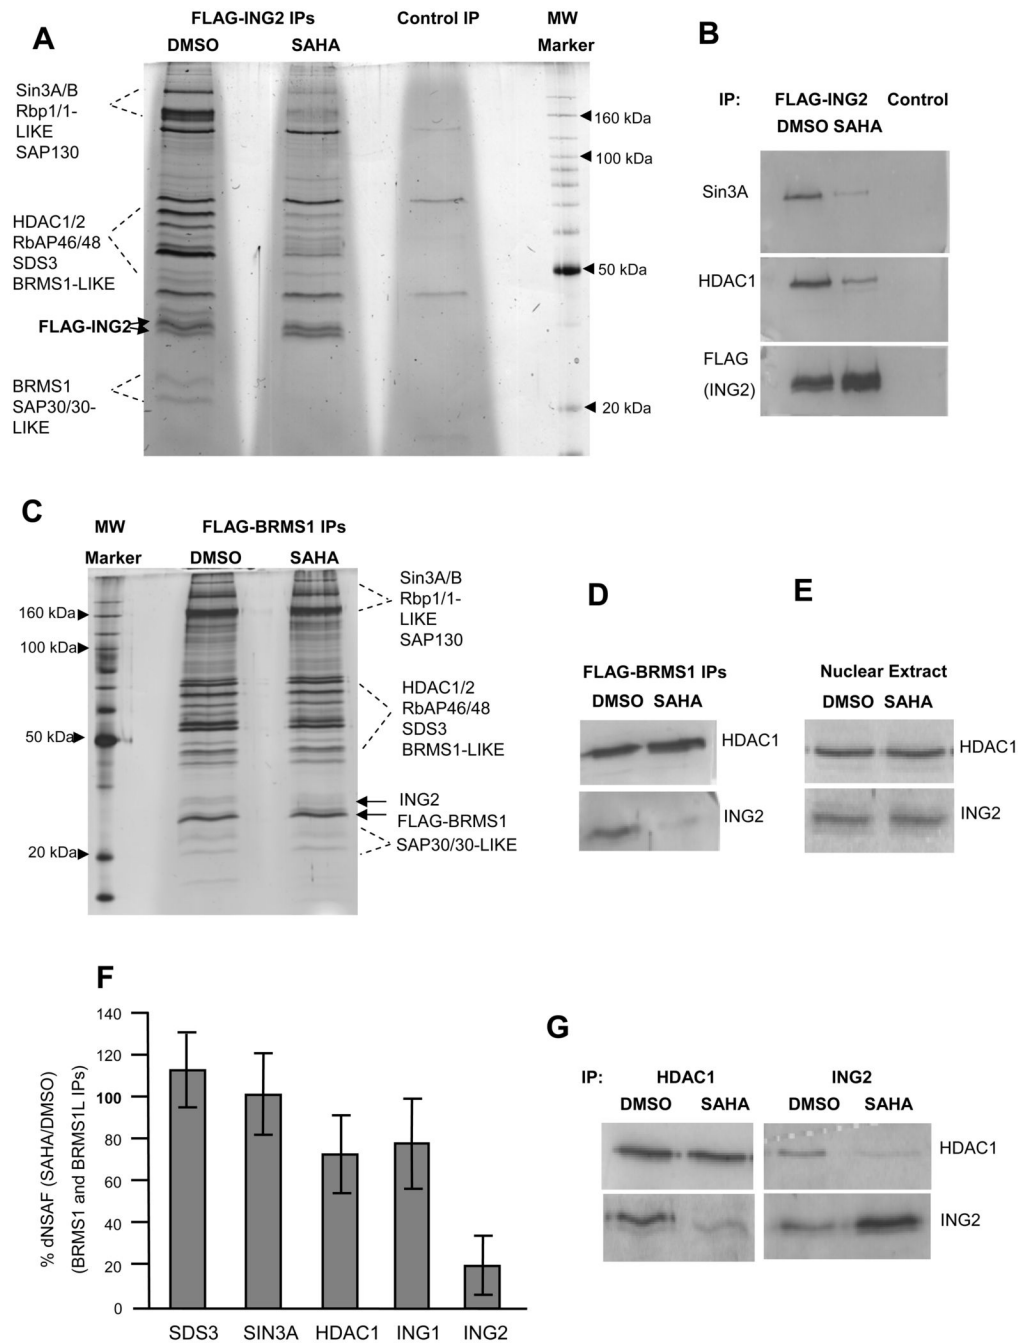 A
FLAG-ING2 IPs
Control IP
MW
DMSO
SAHA
Marker
Sin3A/B
Rbp1/1-
LIKE
SAP130
HDAC1/2
RbAP46/48
SDS3
BRMS1-LIKE
FLAG-ING2
BRMS1
SAP30/30-
LIKE
160 kDa
100 kDa
50 kDa
20 kDa
B
IP:
FLAG-ING2
Control
DMSO SAHA
Sin3A
HDAC1
FLAG
(ING2)
C
MW
FLAG-BRMS1 IPs
Marker
DMSO
SAHA
160 kDa
100 kDa
50 kDa
20 kDa
Sin3A/B
Rbp1/1-
LIKE
SAP130
HDAC1/2
RbAP46/48
SDS3
BRMS1-LIKE
ING2
FLAG-BRMS1
SAP30/30-LIKE
D
FLAG-BRMS1 IPs
DMSO SAHA
HDAC1
ING2
E
Nuclear Extract
DMSO SAHA
HDAC1
ING2
F
% dNSAF (SAHA/DMSO)
(BRMS1 and BRMS1L IPs)
140
120
100
80
60
40
20
0
SDS3
SIN3A
HDAC1
ING1
ING2
G
IP:
HDAC1
ING2
DMSO
SAHA
DMSO
SAHA
HDAC1
ING2